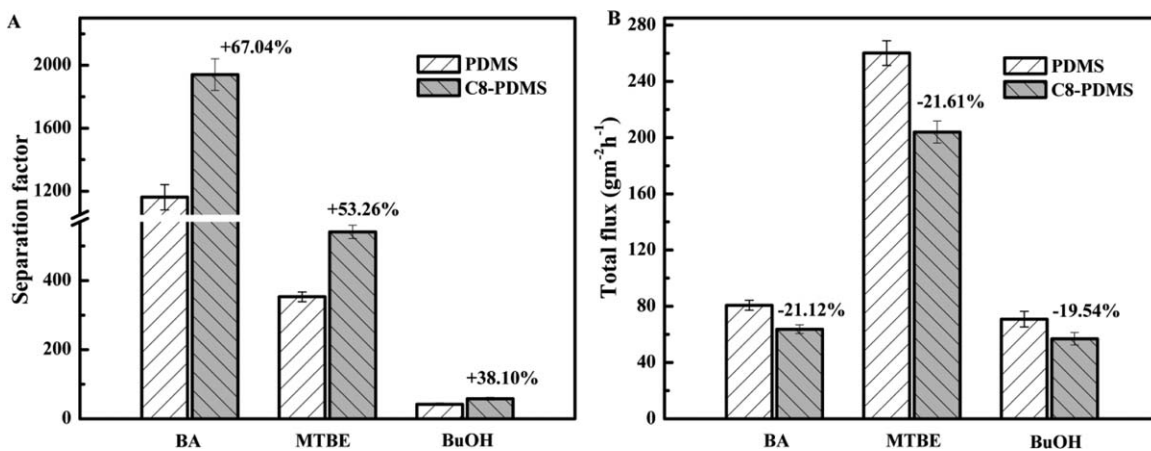 A
+67.04%
2000
PDMS
C8-PDMS
1600
Separation factor
1200
+53.26%
400
200
+38.10%
0
BA MTBE BuOH
B
280
PDMS
C8-PDMS
240
-21.61%
200
Total flux (gm⁻²h⁻¹)
160
120
80
-21.12%
-19.54%
40
0
BA MTBE BuOH